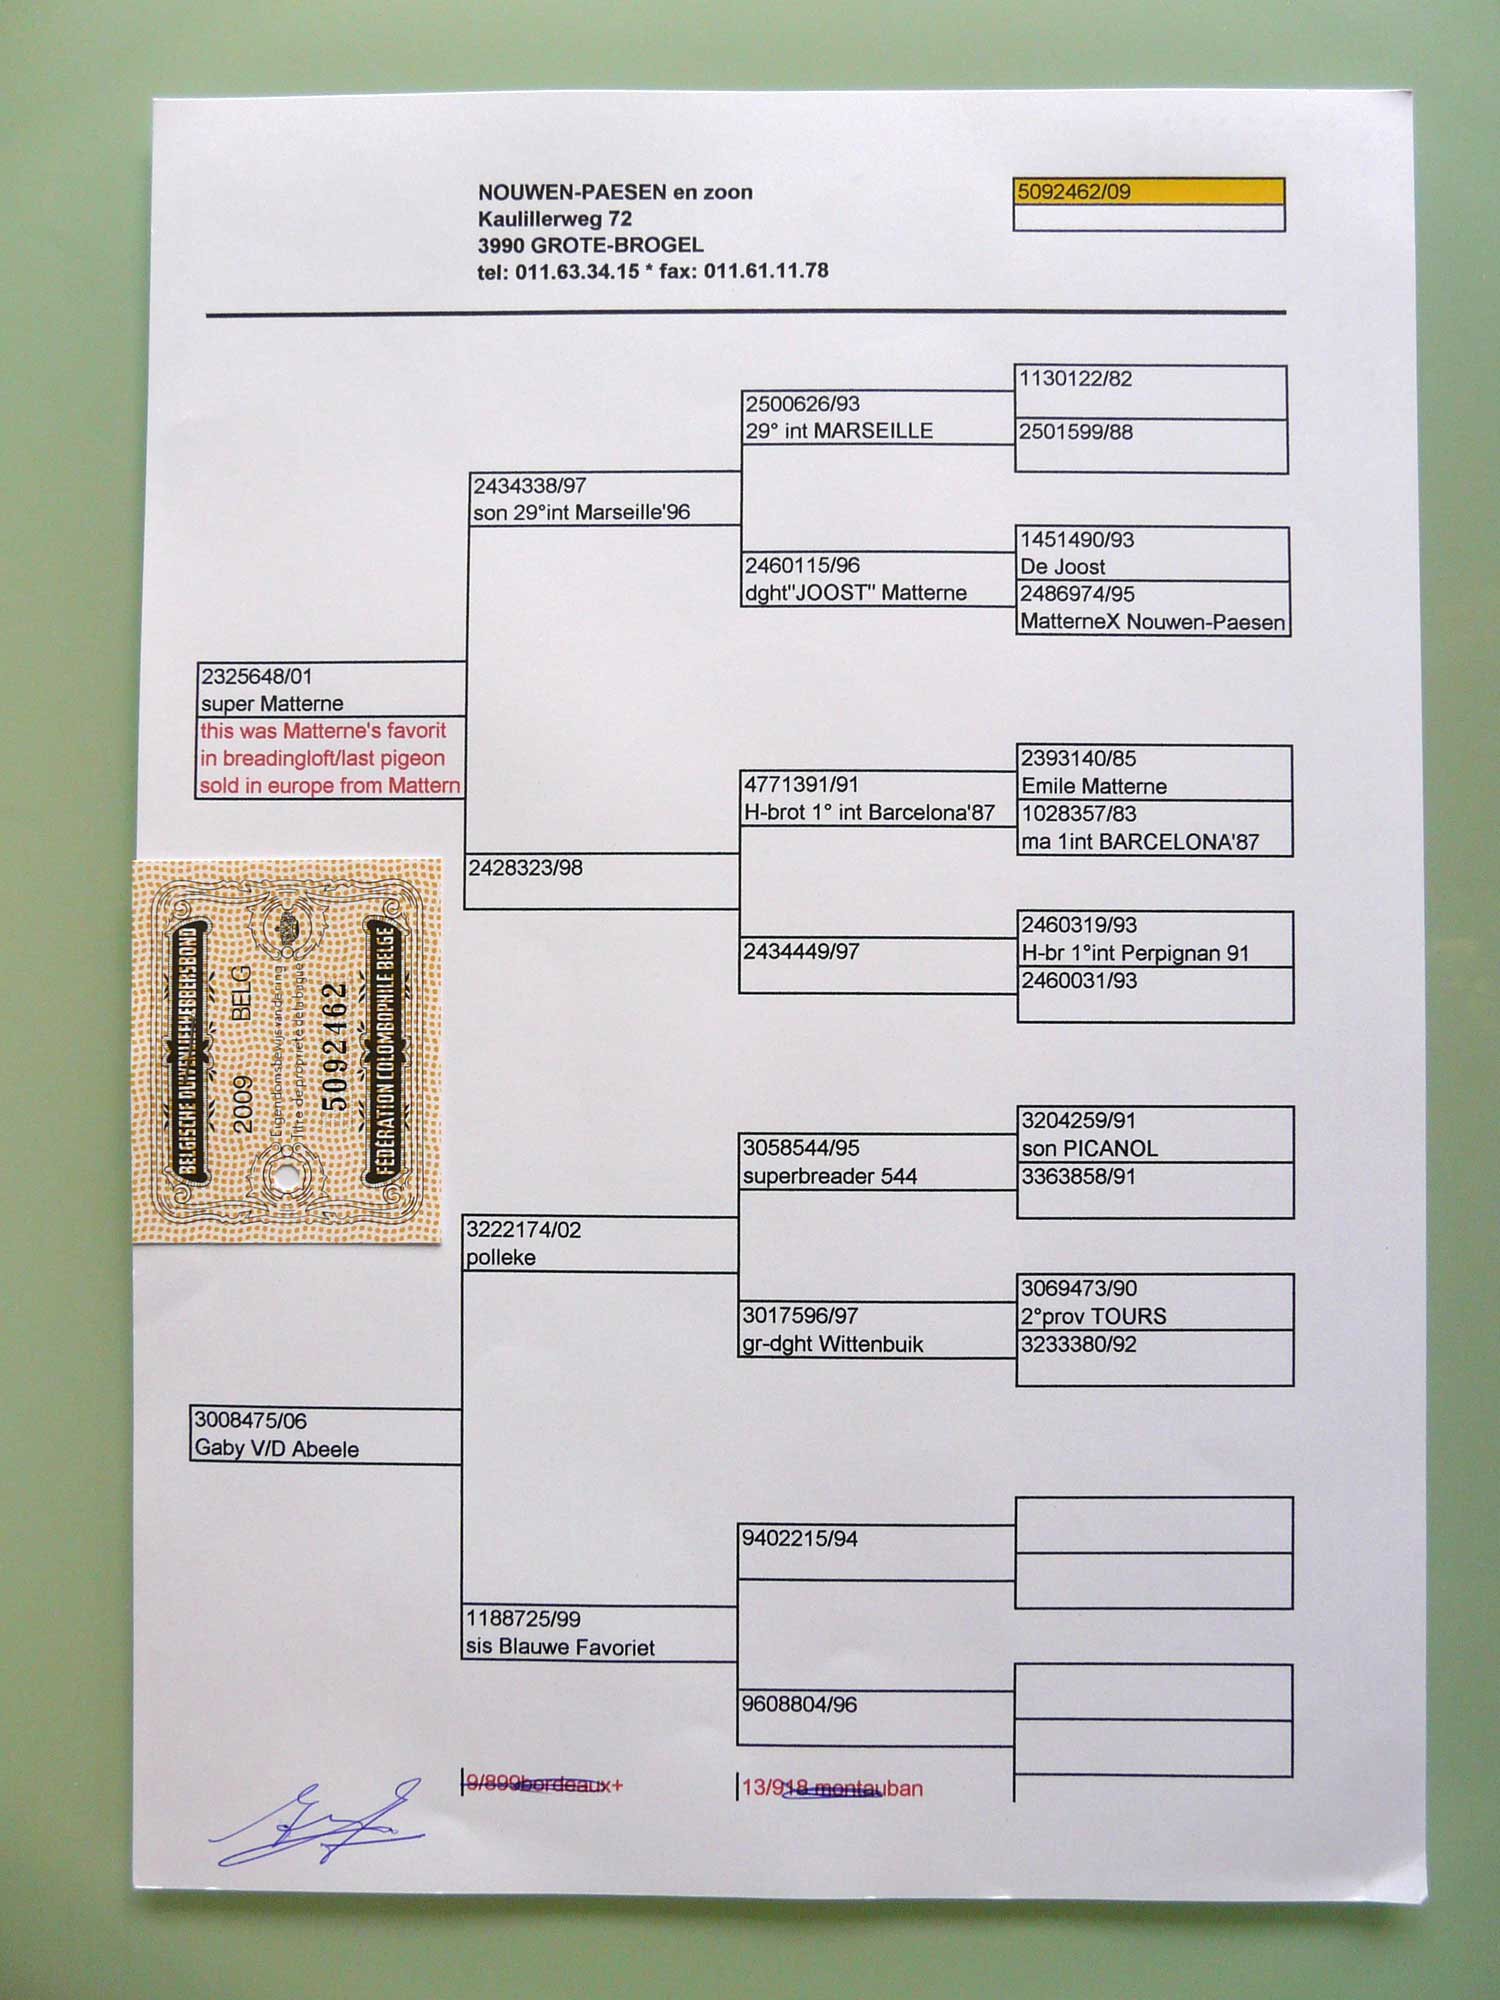 NOUWEN-PAESEN en zoon
Kaulillerweg 72
3990 GROTE-BROGEL
tel: 011.63.34.15 * fax: 011.61.11.78
5092462/09
2325648/01
super Matterne
this was Matterne's favorit
in breadingloft/last pigeon
sold in europe from Mattern
2434338/97
son 29°int Marseille'96
2500626/93
29° int MARSEILLE
1130122/82
2501599/88
2460115/96
dght"JOOST" Matterne
1451490/93
De Joost
2486974/95
MatterneX Nouwen-Paesen
2428323/98
4771391/91
H-brot 1° int Barcelona'87
2393140/85
Emile Matterne
1028357/83
ma 1int BARCELONA'87
2434449/97
2460319/93
H-br 1°int Perpignan 91
2460031/93
BELGISCHE DUIVENLIEFHEBBERSBOND
2009 BELG
Eigendomsbewijs van de ring
Titre de propriété de la bague
5092462
FEDERATION COLOMBOPHILE BELGE
3008475/06
Gaby V/D Abeele
3222174/02
polleke
3058544/95
superbreader 544
3204259/91
son PICANOL
3363858/91
3017596/97
gr-dght Wittenbuik
3069473/90
2°prov TOURS
3233380/92
1188725/99
sis Blauwe Favoriet
9402215/94
9608804/96
9/899bordeaux+
13/918 montauban